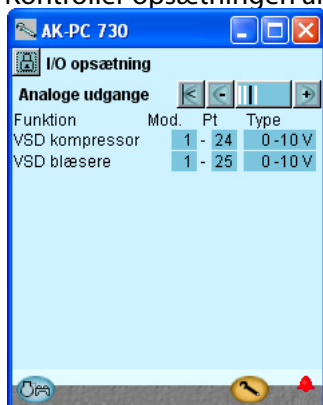 Kontroller opsætningen af
AK-PC 730
I/O opsætning
Analoge udgange
Funktion Mod. Pt Type
VSD kompressor 1 - 24 0 -10 V
VSD blæsere 1 - 25 0 -10 V